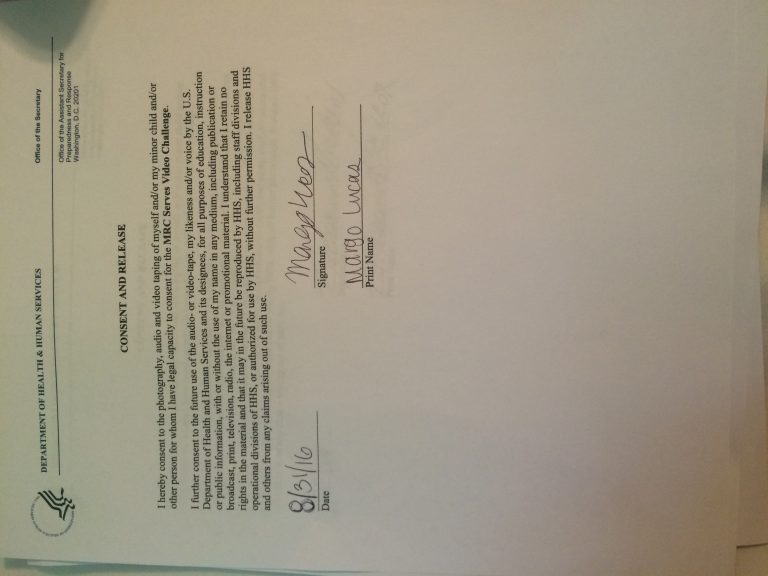 DEPARTMENT OF HEALTH & HUMAN SERVICES
Office of the Secretary
Office of the Assistant Secretary for
Preparedness and Response
Washington, D.C. 20201
CONSENT AND RELEASE
I hereby consent to the photography, audio and video taping of myself and/or my minor child and/or
other person for whom I have legal capacity to consent for the MRC Serves Video Challenge.
I further consent to the future use of the audio- or video-tape, my likeness and/or voice by the U.S.
Department of Health and Human Services and its designees, for all purposes of education, instruction
or public information, with or without the use of my name in any medium, including publication or
broadcast, print, television, radio, the internet or promotional material. I understand that I retain no
rights in the material and that it may in the future be reproduced by HHS, including staff divisions and
operational divisions of HHS, or authorized for use by HHS, without further permission. I release HHS
and others from any claims arising out of such use.
8/31/16
Date
Signature
Margo Lucas
Print Name